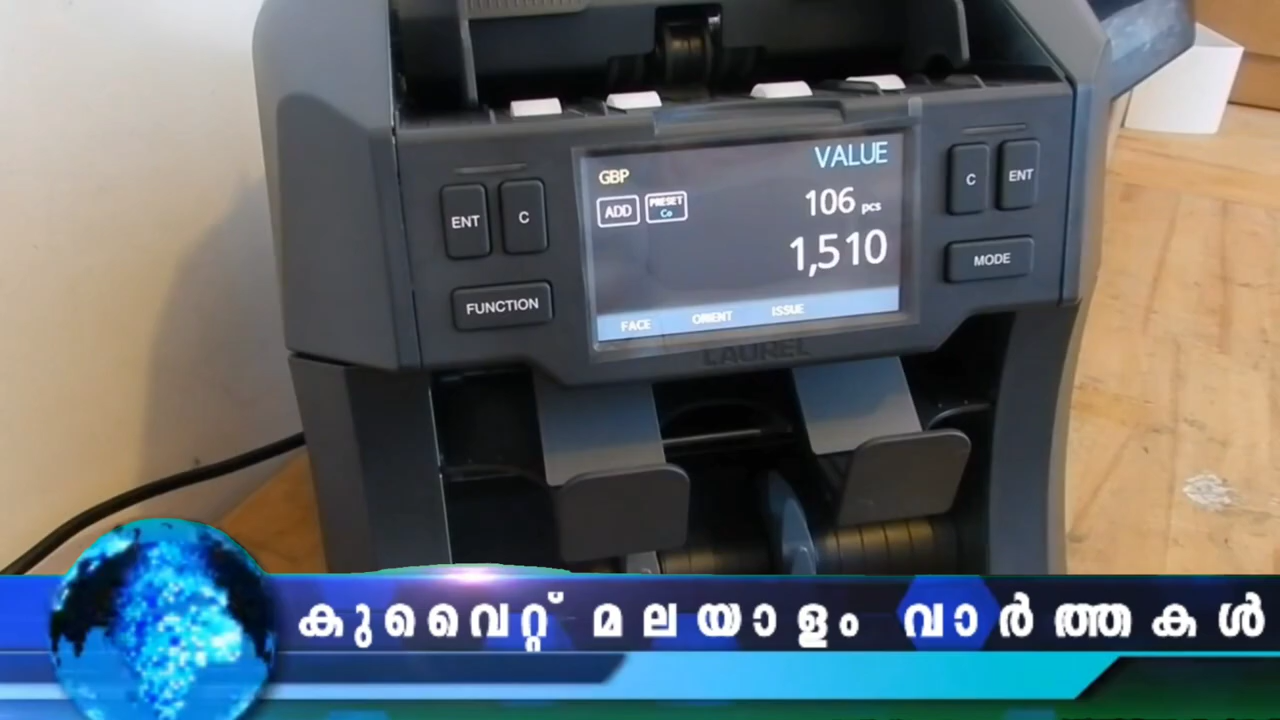 VALUE
GBP
ADD PRESET Co 106 pcs
1,510
FACE ORIENT ISSUE
ENT C
FUNCTION
C ENT
MODE
LAUREL
കുവൈറ്റ് മലയാളം വാർത്തകൾ